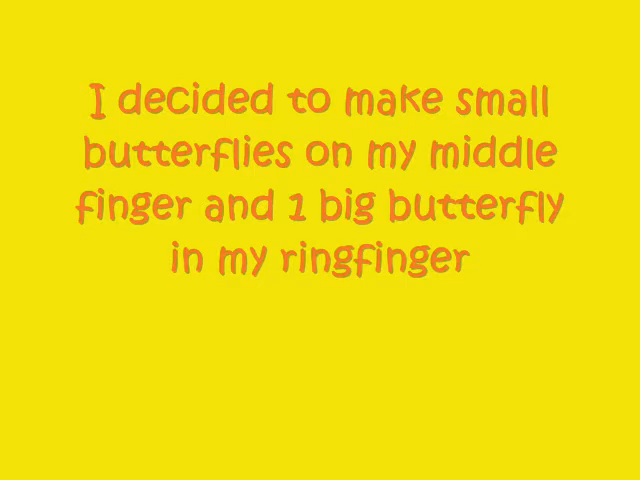 I decided to make small
butterflies on my middle
finger and 1 big butterfly
in my ringfinger